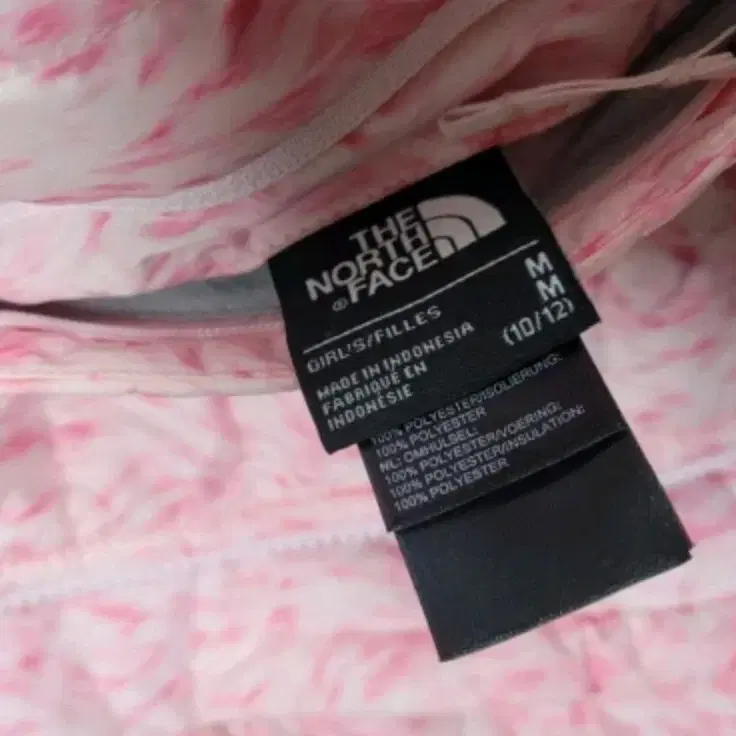 THE
NORTH
FACE
®
M
M
(10/12)
GIRL'S/FILLES
MADE IN INDONESIA
FABRIQUÉ EN
INDONÉSIE
100% POLYESTER/ISOLIERUNG:
100% POLYESTER
NL: OMHULSEL:
100% POLYESTER/VOERING:
100% POLYESTER/INSULATION:
100% POLYESTER